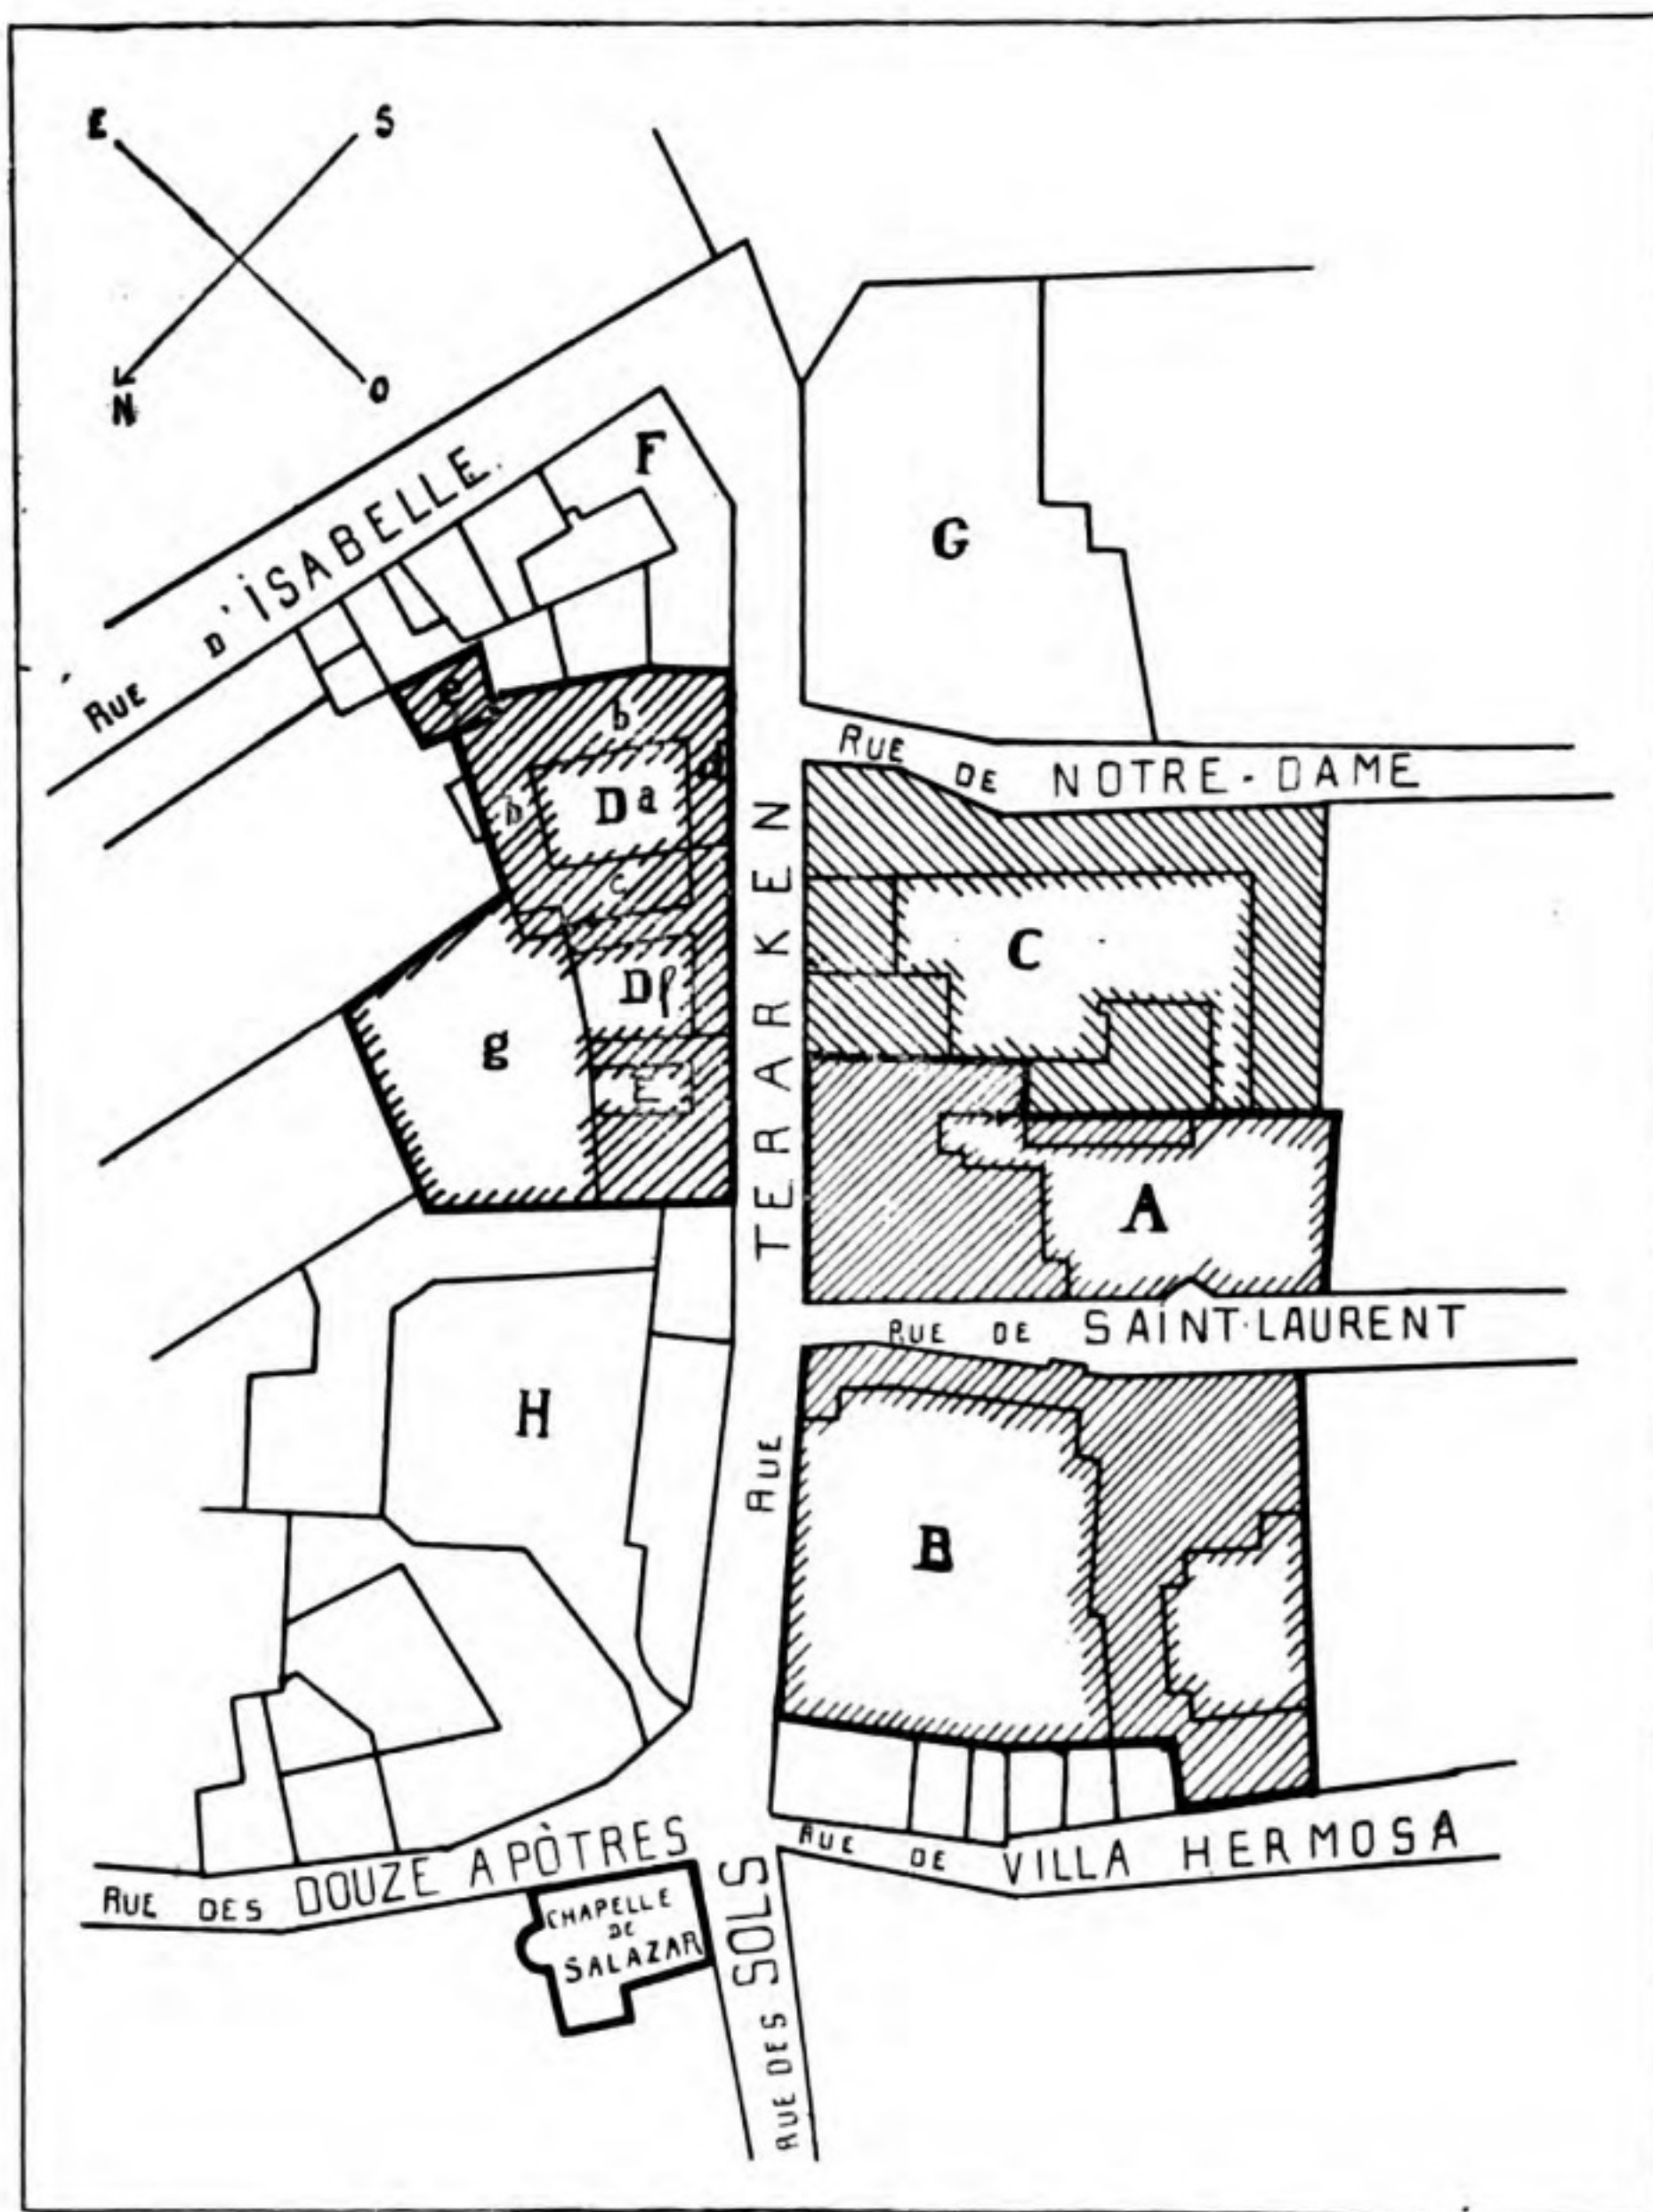 E
S
N
O
F
G
RUE D'ISABELLE.
e
b
d
RUE DE NOTRE-DAME
b
Da
c
C
Df
g
E
A
RUE DE SAINT-LAURENT
RUE TERARKEN
H
B
RUE DES DOUZE APÒTRES
RUE DE VILLA HERMOSA
CHAPELLE
DE
SALAZAR
RUE DES SOLS